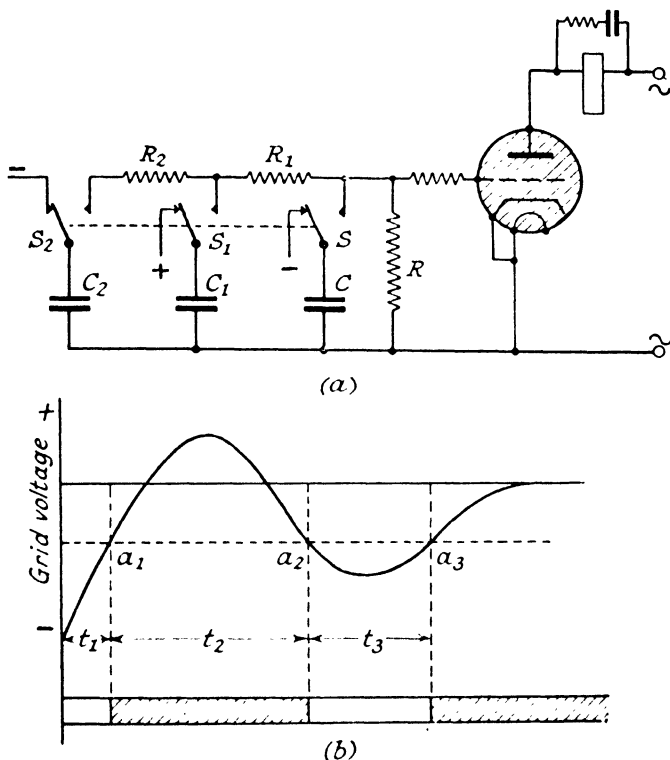 R₂
R₁
−
S₂
+
S₁
−
S
R
C₂
C₁
C
(a)
+
Grid voltage
−
a₁
a₂
a₃
t₁
t₂
t₃
(b)